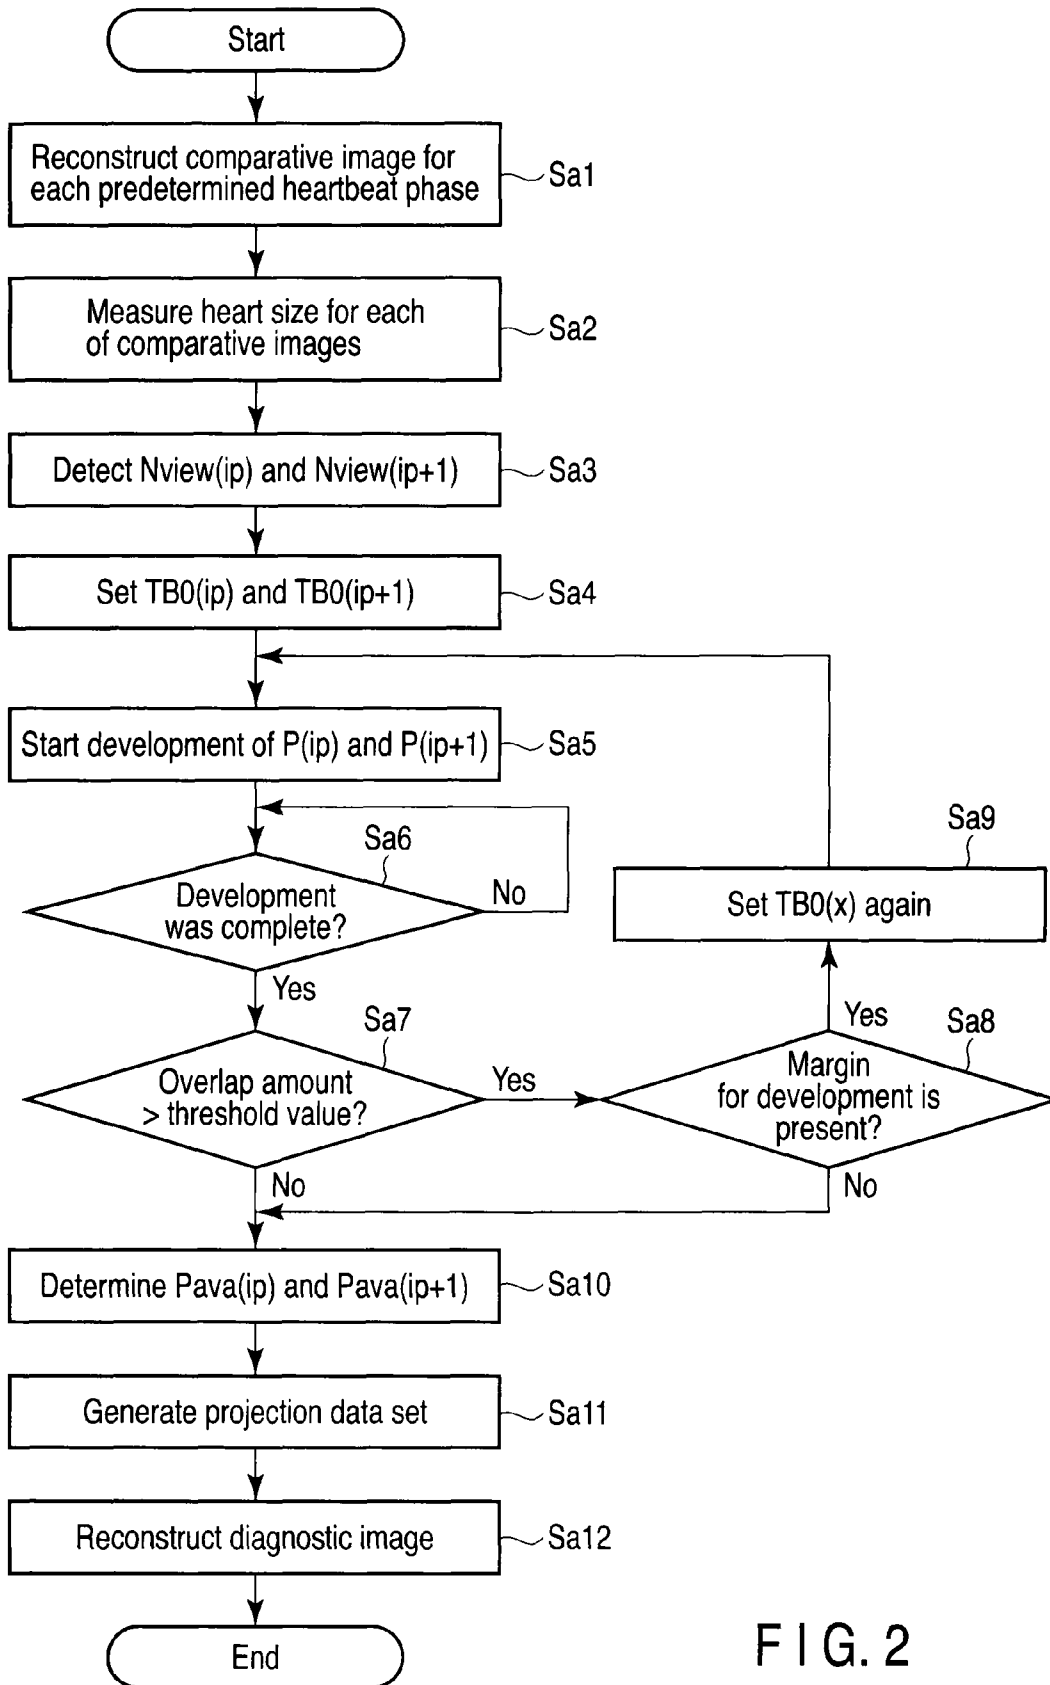 Start
Reconstruct comparative image for
each predetermined heartbeat phase
Sa1
Measure heart size for each
of comparative images
Sa2
Detect Nview(ip) and Nview(ip+1)
Sa3
Set TB0(ip) and TB0(ip+1)
Sa4
Start development of P(ip) and P(ip+1)
Sa5
Sa6
Development
was complete?
No
Yes
Sa9
Set TB0(x) again
Sa7
Overlap amount
> threshold value?
Yes
No
Yes
Sa8
Margin
for development is
present?
No
Determine Pava(ip) and Pava(ip+1)
Sa10
Generate projection data set
Sa11
Reconstruct diagnostic image
Sa12
End
FIG. 2